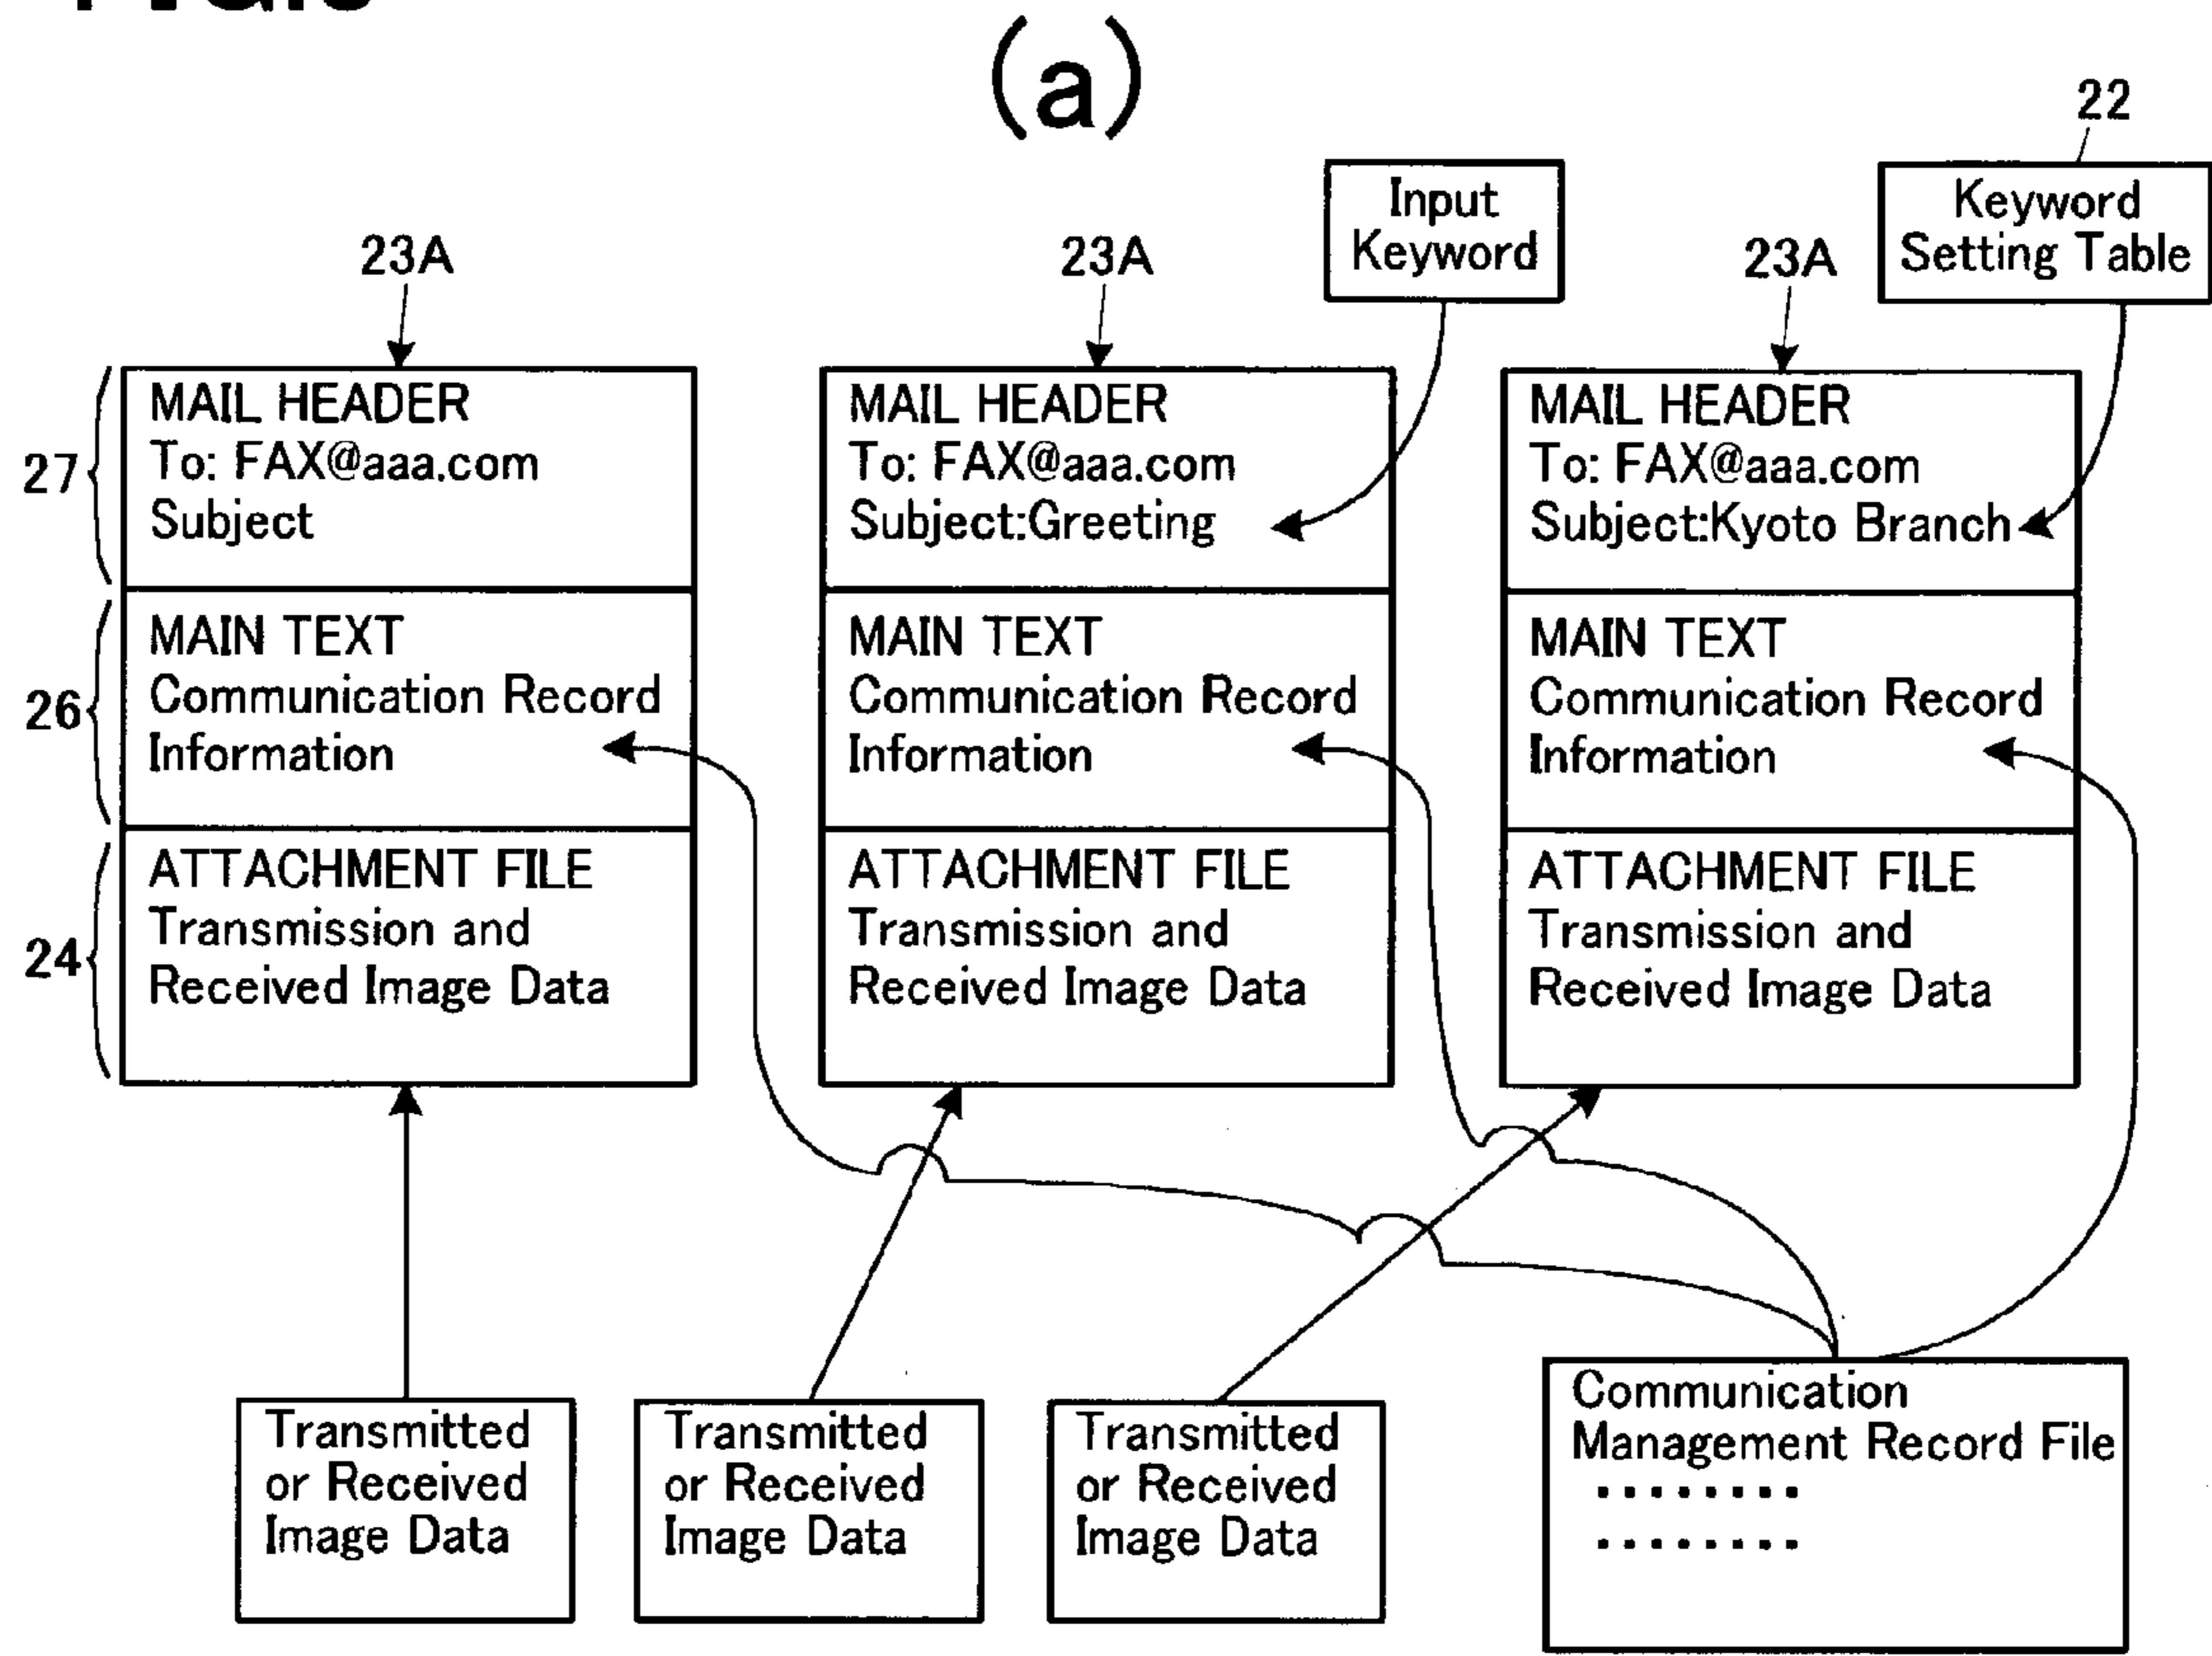 (a)
22
Input
Keyword
Keyword
Setting Table
23A
23A
23A
27
MAIL HEADER
To: FAX@aaa.com
Subject
MAIL HEADER
To: FAX@aaa.com
Subject:Greeting
MAIL HEADER
To: FAX@aaa.com
Subject:Kyoto Branch
26
MAIN TEXT
Communication Record
Information
MAIN TEXT
Communication Record
Information
MAIN TEXT
Communication Record
Information
24
ATTACHMENT FILE
Transmission and
Received Image Data
ATTACHMENT FILE
Transmission and
Received Image Data
ATTACHMENT FILE
Transmission and
Received Image Data
Transmitted
or Received
Image Data
Transmitted
or Received
Image Data
Transmitted
or Received
Image Data
Communication
Management Record File
........
........